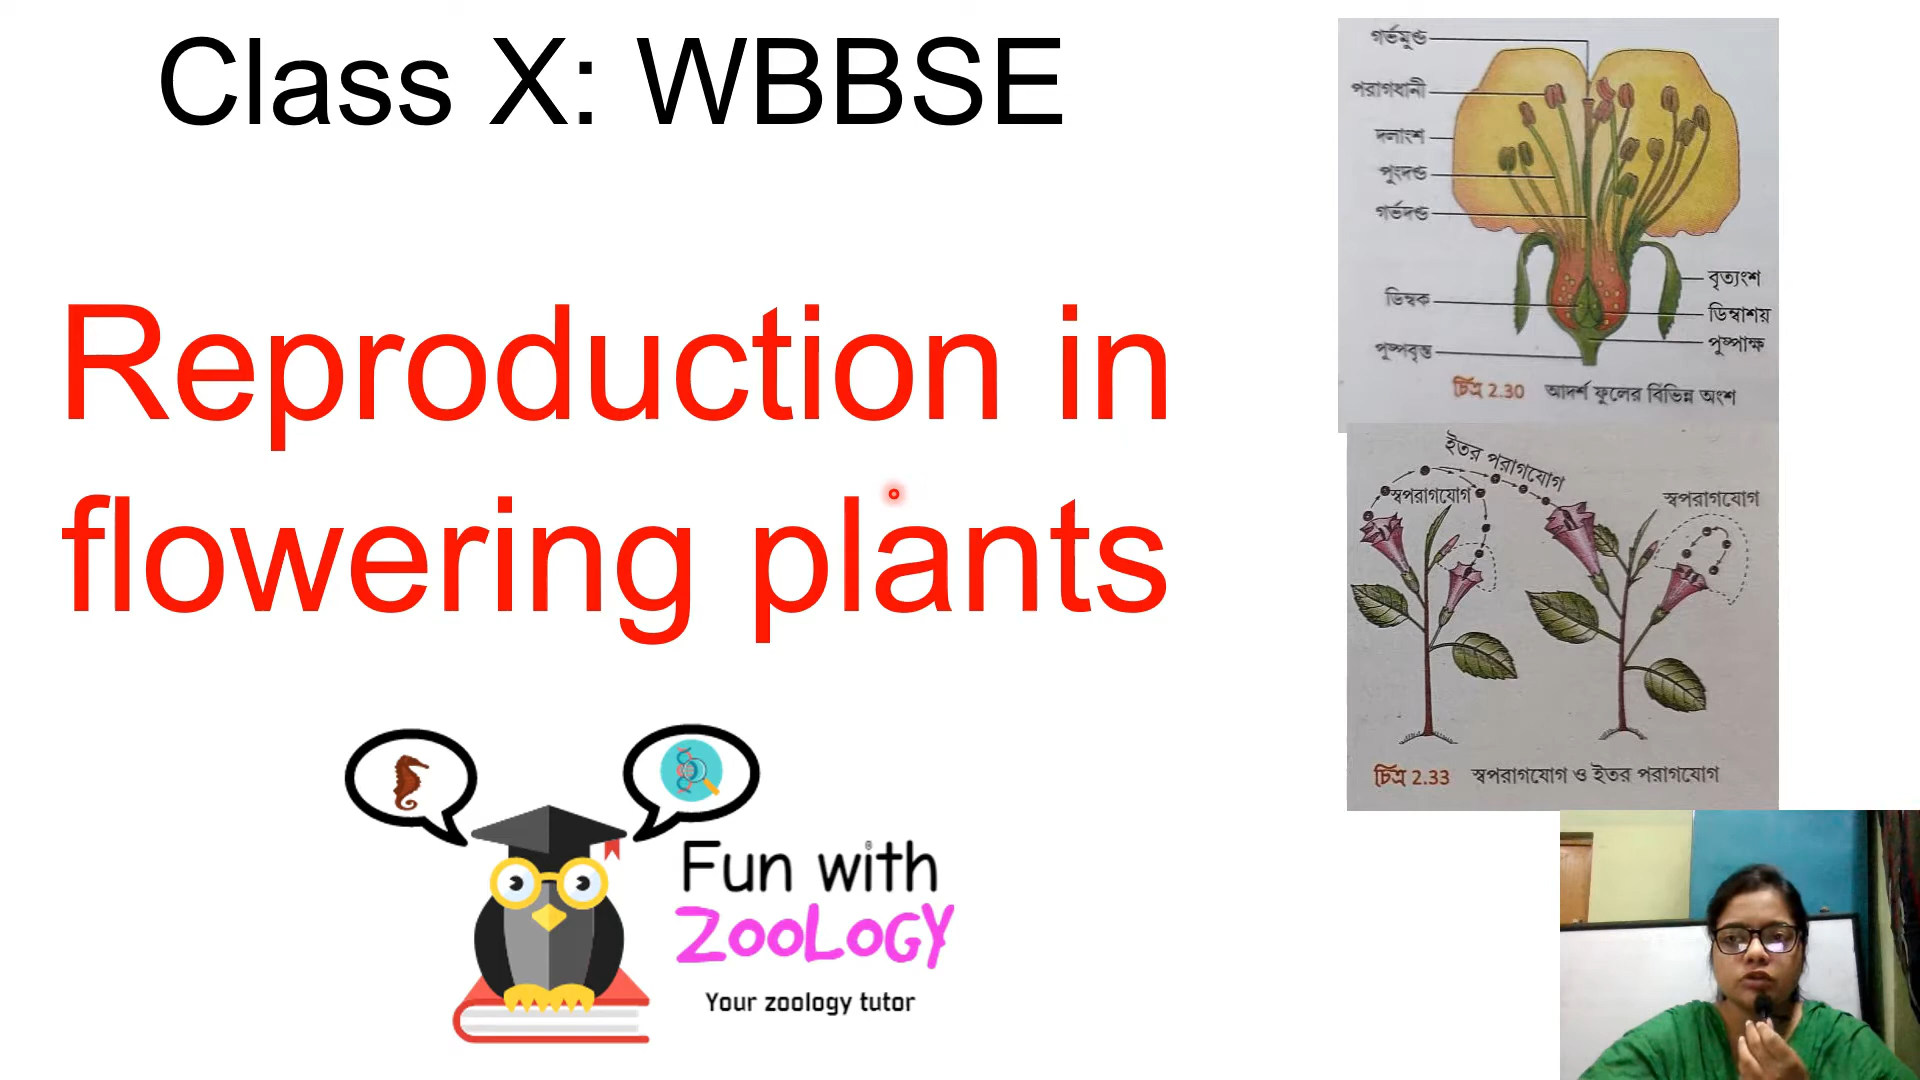 Class X: WBBSE
Reproduction in
flowering plants
Fun with
ZOOLOGY
Your zoology tutor
গর্ভমুণ্ড
পরাগধানী
দলাংশ
পুংদণ্ড
গর্ভদণ্ড
বৃত্যংশ
ডিম্বক
ডিম্বাশয়
পুষ্পাক্ষ
পুষ্পবৃন্ত
চিত্র 2.30 আদর্শ ফুলের বিভিন্ন অংশ
ইতর পরাগযোগ
স্বপরাগযোগ
স্বপরাগযোগ
চিত্র 2.33 স্বপরাগযোগ ও ইতর পরাগযোগ